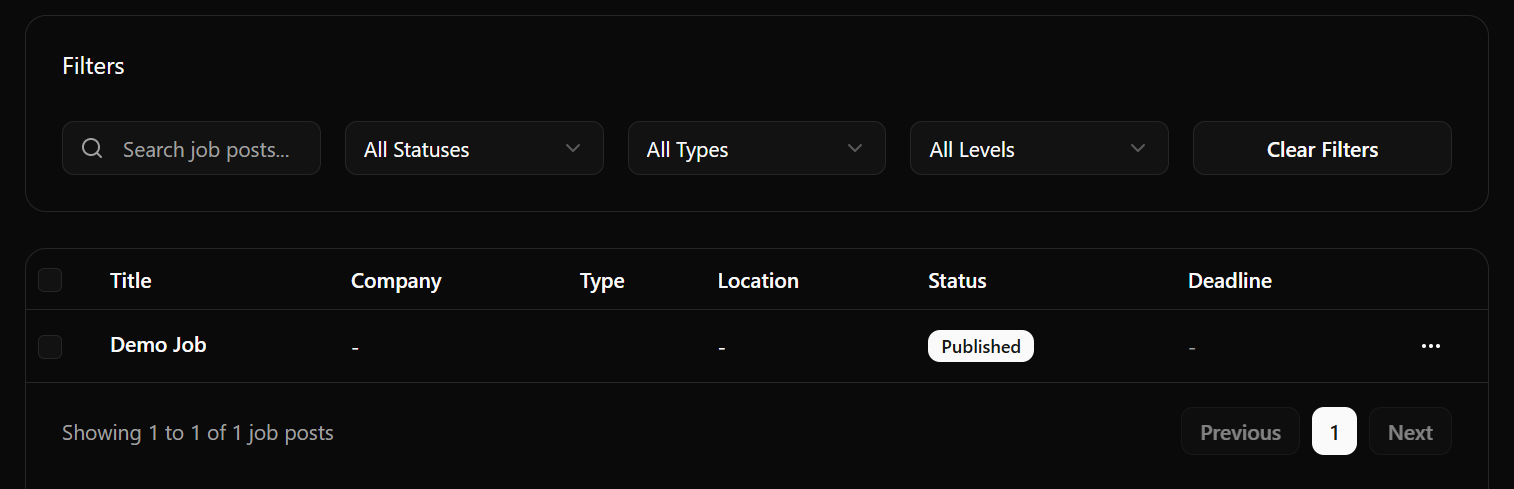 Filters
Search job posts... All Statuses All Types All Levels Clear Filters
Title Company Type Location Status Deadline
Demo Job - - Published - ...
Showing 1 to 1 of 1 job posts Previous 1 Next